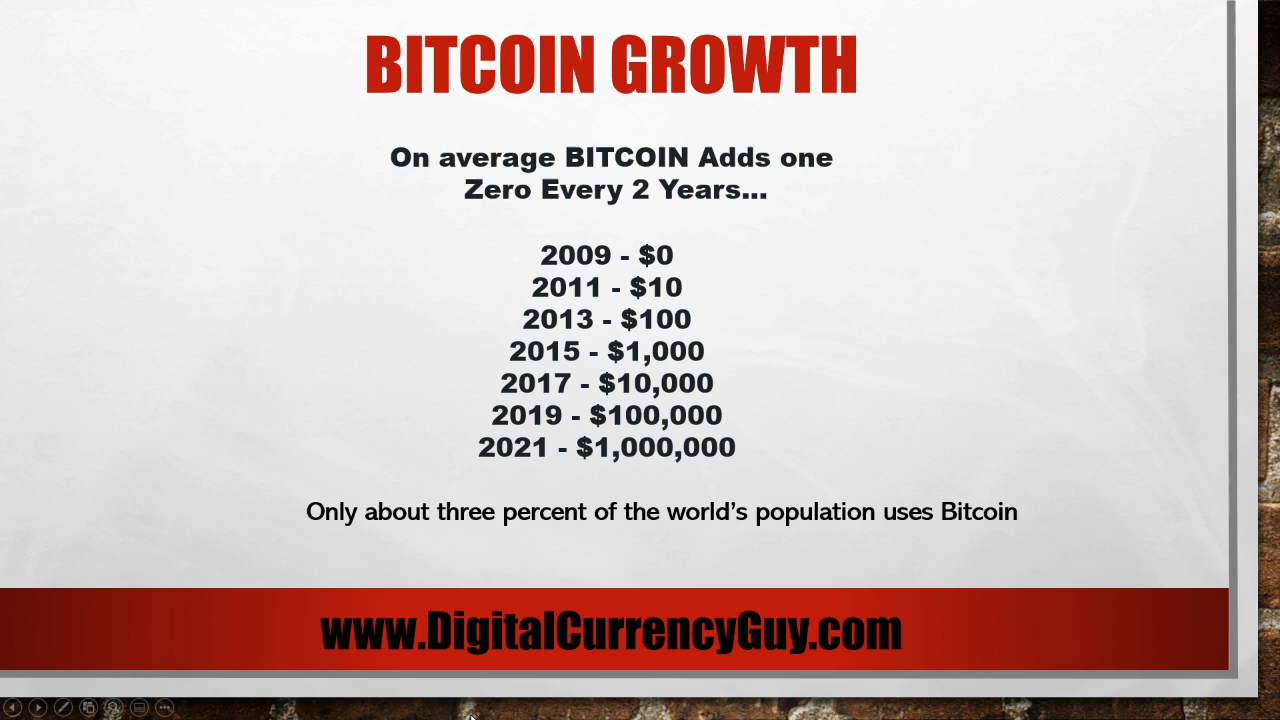 BITCOIN GROWTH
On average BITCOIN Adds one
Zero Every 2 Years...
2009 - $0
2011 - $10
2013 - $100
2015 - $1,000
2017 - $10,000
2019 - $100,000
2021 - $1,000,000
Only about three percent of the world’s population uses Bitcoin
www.DigitalCurrencyGuy.com